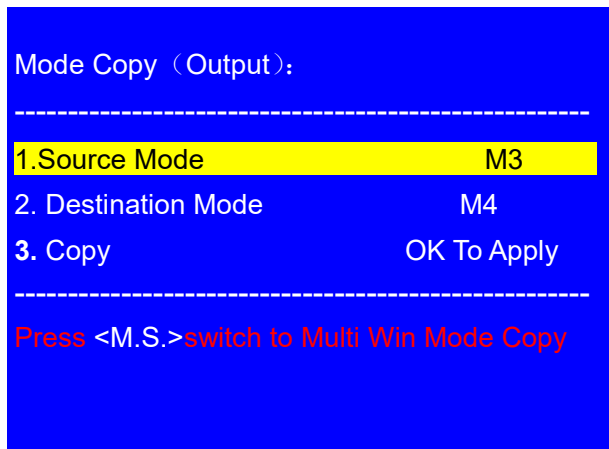 Mode Copy（Output）:
------------------------------------------------------
1.Source Mode M3
2. Destination Mode M4
3. Copy OK To Apply
------------------------------------------------------
Press <M.S.>switch to Multi Win Mode Copy